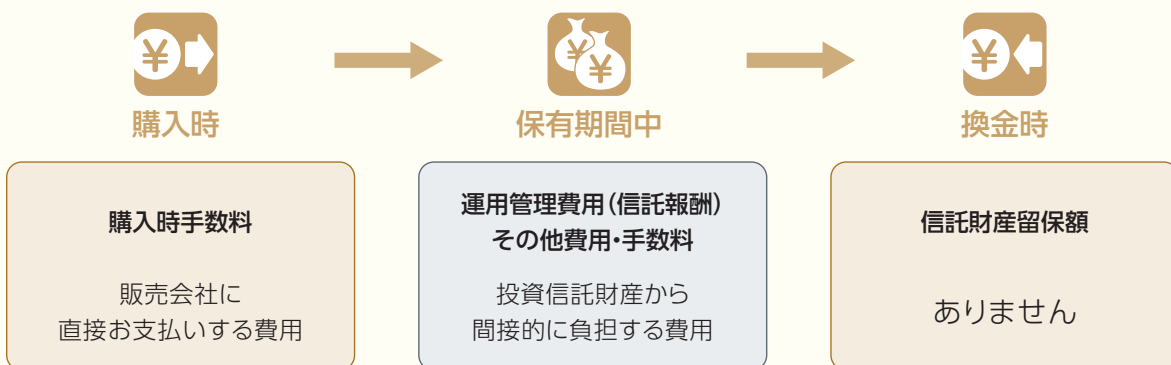 購入時
保有期間中
換金時
購入時手数料
販売会社に
直接お支払いする費用
運用管理費用(信託報酬)
その他費用・手数料
投資信託財産から
間接的に負担する費用
信託財産留保額
ありません